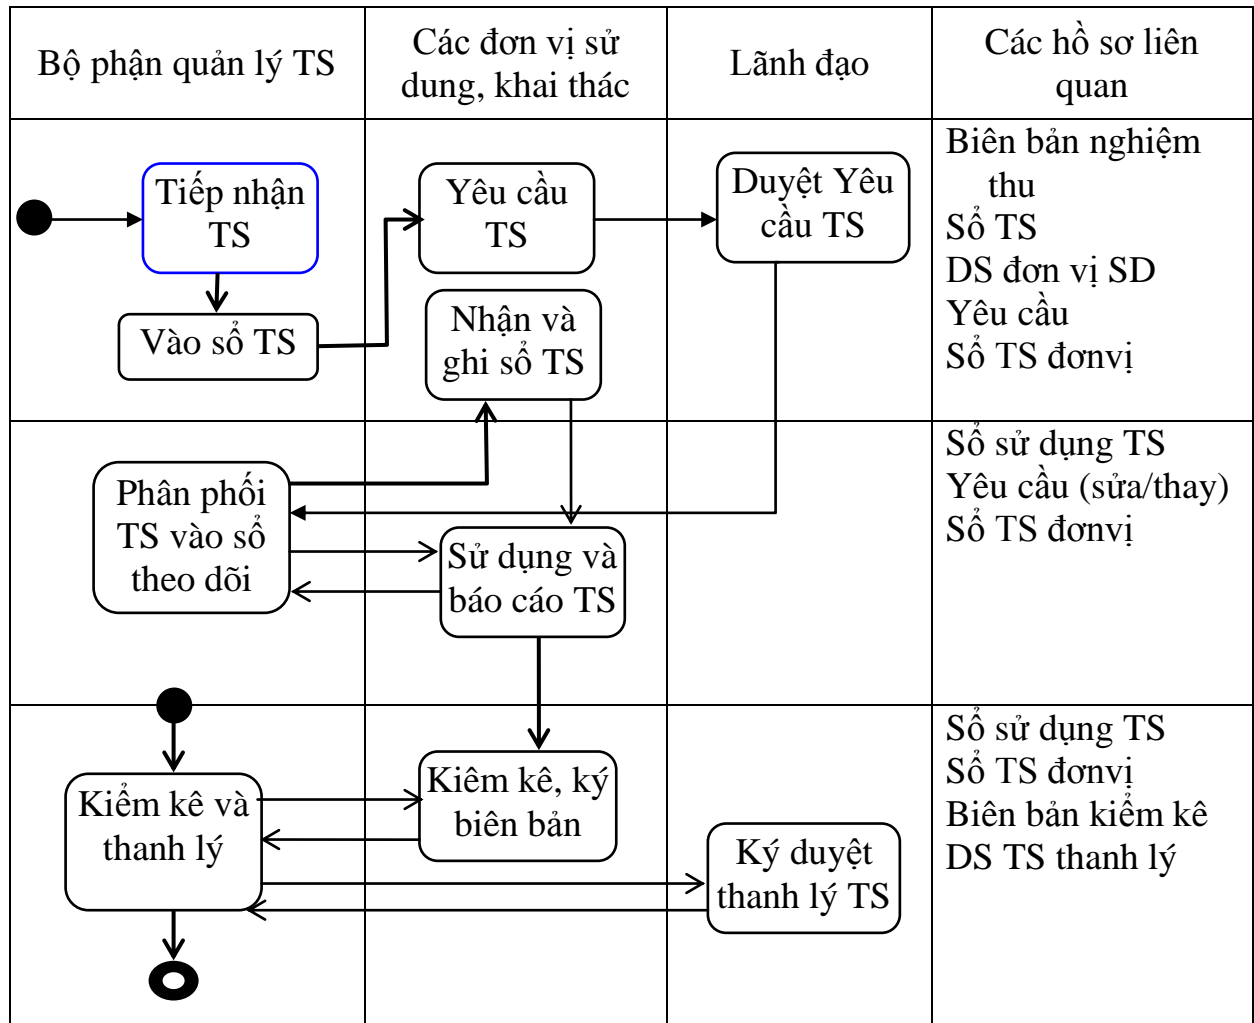 Bộ phận quản lý TS
Các đơn vị sử
dung, khai thác
Lãnh đạo
Các hồ sơ liên
quan
Tiếp nhận
TS
Yêu cầu
TS
Duyệt Yêu
cầu TS
Vào sổ TS
Nhận và
ghi sổ TS
Biên bản nghiệm
thu
Sổ TS
DS đơn vị SD
Yêu cầu
Sổ TS đơnvị
Phân phối
TS vào sổ
theo dõi
Sử dụng và
báo cáo TS
Sổ sử dụng TS
Yêu cầu (sửa/thay)
Sổ TS đơnvị
Kiểm kê và
thanh lý
Kiêm kê, ký
biên bản
Ký duyệt
thanh lý TS
Sổ sử dụng TS
Sổ TS đơnvị
Biên bản kiểm kê
DS TS thanh lý